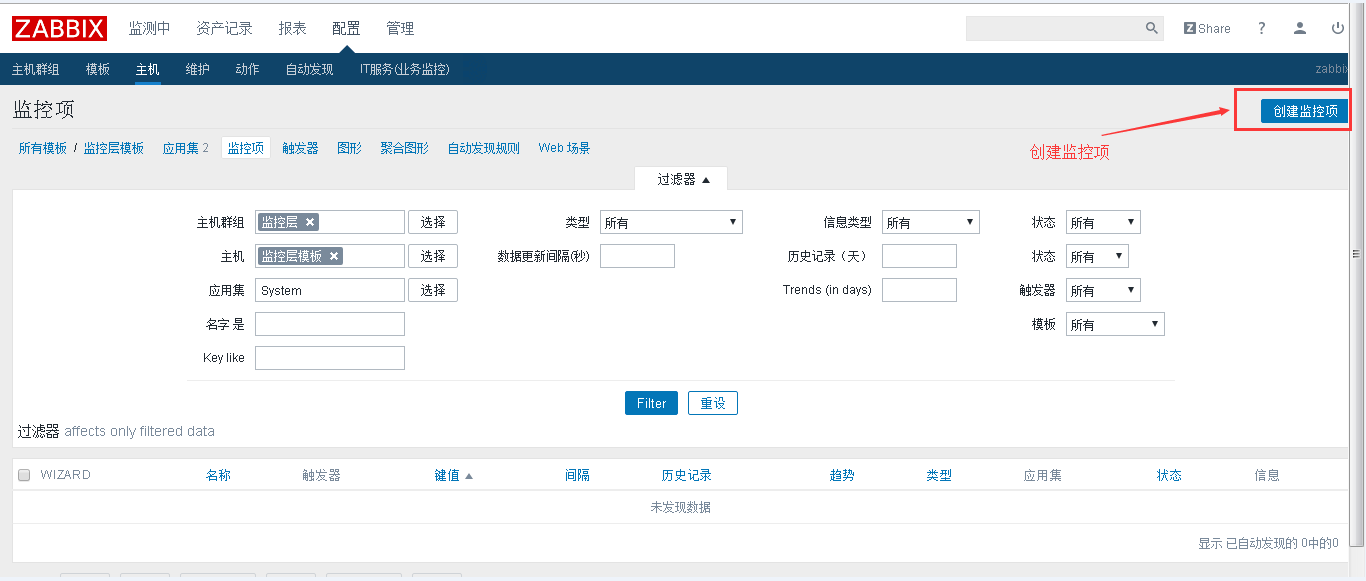 ZABBIX 监测中 资产记录 报表 配置 管理 Z Share ?
主机群组 模板 主机 维护 动作 自动发现 IT服务(业务监控) zabbix
监控项 创建监控项
所有模板 / 监控层模板 应用集 2 监控项 触发器 图形 聚合图形 自动发现规则 Web 场景 创建监控项
过滤器 ▲
主机群组 监控层 × 选择 类型 所有 信息类型 所有 状态 所有
主机 监控层模板 × 选择 数据更新间隔(秒) 历史记录（天） 状态 所有
应用集 System 选择 Trends (in days) 触发器 所有
名字 是 模板 所有
Key like
Filter 重设
过滤器 affects only filtered data
WIZARD 名称 触发器 键值 ▲ 间隔 历史记录 趋势 类型 应用集 状态 信息
未发现数据
显示 已自动发现的 0中的0